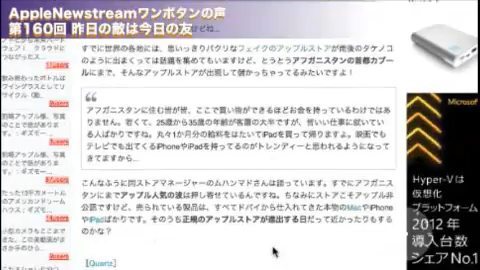 AppleNewstreamワンボタンの声
第160回 昨日の敵は今日の友
すでに世界の各地には、思いっきりパクリなフェイクのアップルストアが雨後のタケノコ
のように出まくっては話題を集めてもいますけど、とうとうアフガニスタンの首都カブー
ルにまで、そんなアップルストアが出現して儲かっちゃってるみたいですよ!
アフガニスタンに住む皆が皆、ここで買い物ができるほどお金を持っているわけではあ
りません。若くて、25歳から35歳の年齢が客層の大半ですが、皆いい仕事に就いてい
る人ばかりですね。丸々1か月分の給料をはたいてiPadを買って帰りますよ。映画でも
テレビでも出てくるiPhoneやiPadを持ってるのがトレンディーと思われるようになって
きてますから...
こんなふうに同ストアマネージャーのムハンマドさんは語っています。すでにアフガニス
タンにまでアップル人気の波は押し寄せているんですね。ちなみにストアこそアップル非
公認ですけど、売られている製品は、すべてドバイから仕入れてきた本物のMacやiPhone
やiPadばかりです。そのうち正規のアップルストアが進出する日だって近かったりもする
のかな?
[Quartz]
Microsof
Hyper-Vは
仮想化
プラットフォーム
2012年
導入台数
シェアNo.1